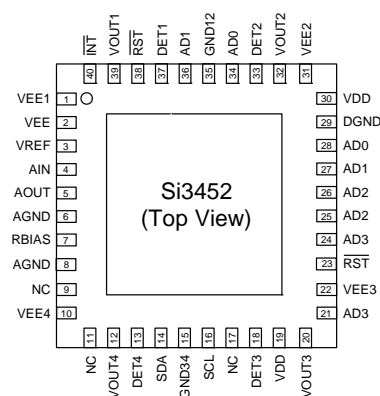 INT
VOUT1
RST
DET1
AD1
GND12
AD0
DET2
VOUT2
VEE2
40
39
38
37
36
35
34
33
32
31
VEE1 1
VEE 2
VREF 3
AIN 4
AOUT 5
AGND 6
RBIAS 7
AGND 8
NC 9
VEE4 10
Si3452
(Top View)
30 VDD
29 DGND
28 AD0
27 AD1
26 AD2
25 AD2
24 AD3
23 RST
22 VEE3
21 AD3
11
12
13
14
15
16
17
18
19
20
NC
VOUT4
DET4
SDA
GND34
SCL
NC
DET3
VDD
VOUT3